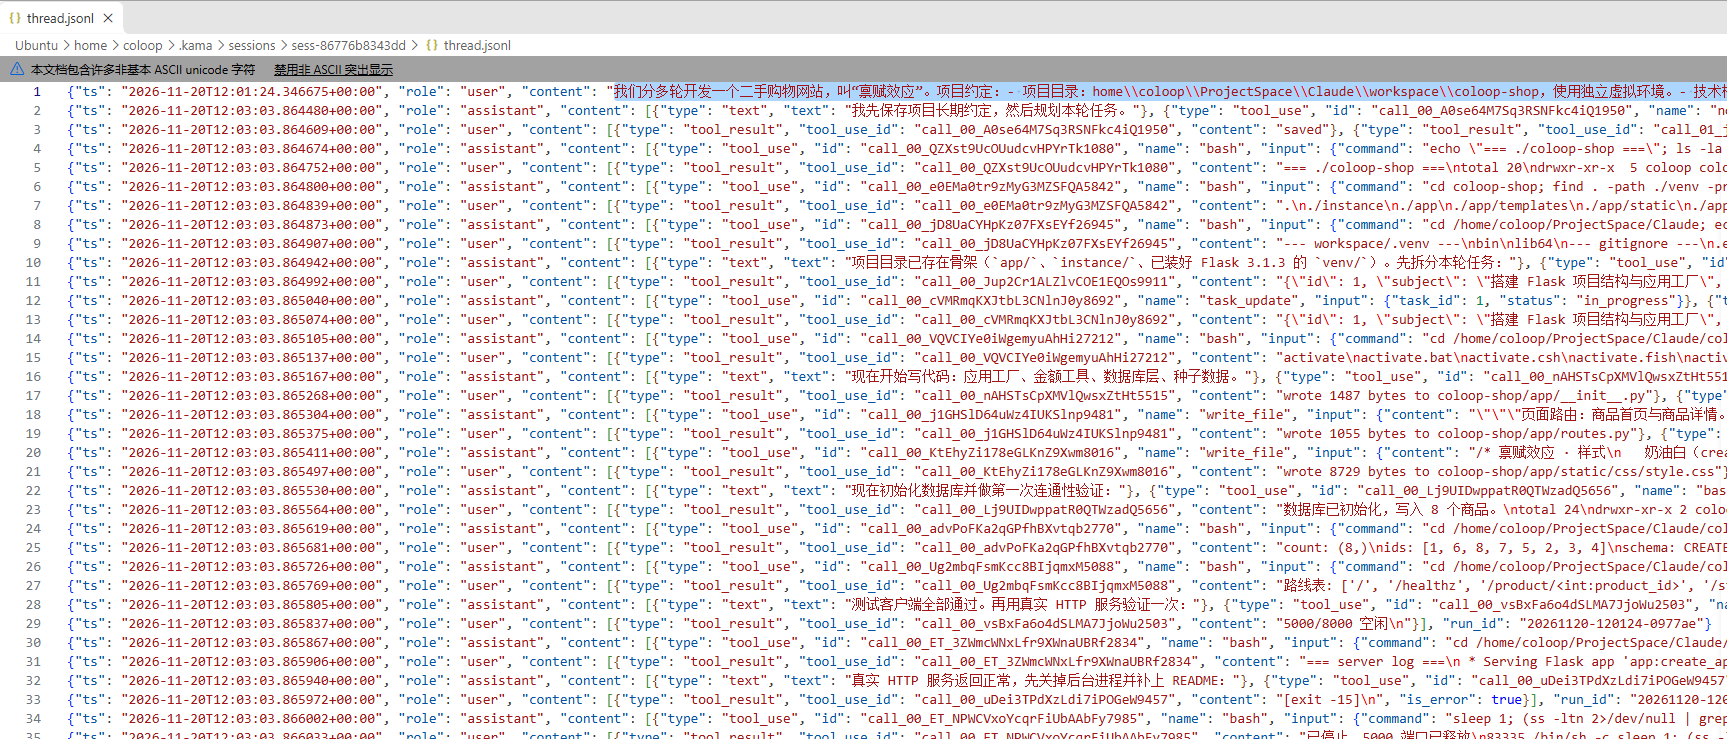 thread.jsonl
Ubuntu > home > coloop > .kama > sessions > sess-86776b8343dd > {} thread.jsonl
本文档包含许多非基本 ASCII unicode 字符 禁用非 ASCII 突出显示
1 {"ts": "2026-11-20T12:01:24.346675+00:00", "role": "user", "content": "我们分多轮开发一个二手购物网站，叫“禀赋效应”。项目约定：- 项目目录：home\\coloop\\ProjectSpace\\Claude\\workspace\\coloop-shop，使用独立虚拟环境。- 技术
2 {"ts": "2026-11-20T12:03:03.864480+00:00", "role": "assistant", "content": [{"type": "text", "text": "我先保存项目长期约定，然后规划本轮任务。"}, {"type": "tool_use", "id": "call_00_A0se64M7Sq3RSNFkc4iQ1950", "name": "n
3 {"ts": "2026-11-20T12:03:03.864609+00:00", "role": "user", "content": [{"type": "tool_result", "tool_use_id": "call_00_A0se64M7Sq3RSNFkc4iQ1950", "content": "saved"}, {"type": "tool_result", "tool_use_id": "call_01_j
4 {"ts": "2026-11-20T12:03:03.864674+00:00", "role": "assistant", "content": [{"type": "tool_use", "id": "call_00_QZXst9UcOUudcvHPYrTk1080", "name": "bash", "input": {"command": "echo \"=== ./coloop-shop ===\"; ls -la
5 {"ts": "2026-11-20T12:03:03.864752+00:00", "role": "user", "content": [{"type": "tool_result", "tool_use_id": "call_00_QZXst9UcOUudcvHPYrTk1080", "content": "=== ./coloop-shop ===\ntotal 20\ndrwxr-xr-x  5 coloop colo
6 {"ts": "2026-11-20T12:03:03.864800+00:00", "role": "assistant", "content": [{"type": "tool_use", "id": "call_00_e0EMa0tr9zMyG3MZSFQA5842", "name": "bash", "input": {"command": "cd coloop-shop; find . -path ./venv -pr
7 {"ts": "2026-11-20T12:03:03.864839+00:00", "role": "user", "content": [{"type": "tool_result", "tool_use_id": "call_00_e0EMa0tr9zMyG3MZSFQA5842", "content": ".\n./instance\n./app\n./app/templates\n./app/static\n./app
8 {"ts": "2026-11-20T12:03:03.864873+00:00", "role": "assistant", "content": [{"type": "tool_use", "id": "call_00_jD8UaCYHpKz07FXsEYf26945", "name": "bash", "input": {"command": "cd /home/coloop/ProjectSpace/Claude; ec
9 {"ts": "2026-11-20T12:03:03.864907+00:00", "role": "user", "content": [{"type": "tool_result", "tool_use_id": "call_00_jD8UaCYHpKz07FXsEYf26945", "content": "--- workspace/.venv ---\nbin\nlib64\n--- gitignore ---\n.e
10 {"ts": "2026-11-20T12:03:03.864942+00:00", "role": "assistant", "content": [{"type": "text", "text": "项目目录已存在骨架（`app/`、`instance/`、已装好 Flask 3.1.3 的 `venv/`）。先拆分本轮任务："}, {"type": "tool_use", "id"
11 {"ts": "2026-11-20T12:03:03.864992+00:00", "role": "user", "content": [{"type": "tool_result", "tool_use_id": "call_00_Jup2Cr1ALZlvCOE1EQOs9911", "content": "{\"id\": 1, \"subject\": \"搭建 Flask 项目结构与应用工厂\",
12 {"ts": "2026-11-20T12:03:03.865040+00:00", "role": "assistant", "content": [{"type": "tool_use", "id": "call_00_cVMRmqKXJtbL3CNlnJ0y8692", "name": "task_update", "input": {"task_id": 1, "status": "in_progress"}}, {"t
13 {"ts": "2026-11-20T12:03:03.865074+00:00", "role": "user", "content": [{"type": "tool_result", "tool_use_id": "call_00_cVMRmqKXJtbL3CNlnJ0y8692", "content": "{\"id\": 1, \"subject\": \"搭建 Flask 项目结构与应用工厂\",
14 {"ts": "2026-11-20T12:03:03.865105+00:00", "role": "assistant", "content": [{"type": "tool_use", "id": "call_00_VQVCIYe0iWgemyuAhHi27212", "name": "bash", "input": {"command": "cd /home/coloop/ProjectSpace/Claude/col
15 {"ts": "2026-11-20T12:03:03.865137+00:00", "role": "user", "content": [{"type": "tool_result", "tool_use_id": "call_00_VQVCIYe0iWgemyuAhHi27212", "content": "activate\nactivate.bat\nactivate.csh\nactivate.fish\nactiv
16 {"ts": "2026-11-20T12:03:03.865167+00:00", "role": "assistant", "content": [{"type": "text", "text": "现在开始写代码：应用工厂、金额工具、数据库层、种子数据。"}, {"type": "tool_use", "id": "call_00_nAHSTsCpXMVlQwsxZtHt551
17 {"ts": "2026-11-20T12:03:03.865268+00:00", "role": "user", "content": [{"type": "tool_result", "tool_use_id": "call_00_nAHSTsCpXMVlQwsxZtHt5515", "content": "wrote 1487 bytes to coloop-shop/app/__init__.py"}, {"type"
18 {"ts": "2026-11-20T12:03:03.865304+00:00", "role": "assistant", "content": [{"type": "tool_use", "id": "call_00_j1GHSlD64uWz4IUKSlnp9481", "name": "write_file", "input": {"content": "\"\"\"页面路由：商品首页与商品详情。
19 {"ts": "2026-11-20T12:03:03.865375+00:00", "role": "user", "content": [{"type": "tool_result", "tool_use_id": "call_00_j1GHSlD64uWz4IUKSlnp9481", "content": "wrote 1055 bytes to coloop-shop/app/routes.py"}, {"type":
20 {"ts": "2026-11-20T12:03:03.865411+00:00", "role": "assistant", "content": [{"type": "tool_use", "id": "call_00_KtEhyZi178eGLKnZ9Xwm8016", "name": "write_file", "input": {"content": "/* 禀赋效应 · 样式\n   奶油白（crea
21 {"ts": "2026-11-20T12:03:03.865497+00:00", "role": "user", "content": [{"type": "tool_result", "tool_use_id": "call_00_KtEhyZi178eGLKnZ9Xwm8016", "content": "wrote 8729 bytes to coloop-shop/app/static/css/style.css"}
22 {"ts": "2026-11-20T12:03:03.865530+00:00", "role": "assistant", "content": [{"type": "text", "text": "现在初始化数据库并做第一次连通性验证："}, {"type": "tool_use", "id": "call_00_Lj9UIDwppatR0QTWzadQ5656", "name": "bas
23 {"ts": "2026-11-20T12:03:03.865564+00:00", "role": "user", "content": [{"type": "tool_result", "tool_use_id": "call_00_Lj9UIDwppatR0QTWzadQ5656", "content": "数据库已初始化，写入 8 个商品。\ntotal 24\ndrwxr-xr-x 2 colo
24 {"ts": "2026-11-20T12:03:03.865619+00:00", "role": "assistant", "content": [{"type": "tool_use", "id": "call_00_advPoFKa2qGPfhBXvtqb2770", "name": "bash", "input": {"command": "cd /home/coloop/ProjectSpace/Claude/col
25 {"ts": "2026-11-20T12:03:03.865681+00:00", "role": "user", "content": [{"type": "tool_result", "tool_use_id": "call_00_advPoFKa2qGPfhBXvtqb2770", "content": "count: (8,)\nids: [1, 6, 8, 7, 5, 2, 3, 4]\nschema: CREATE
26 {"ts": "2026-11-20T12:03:03.865726+00:00", "role": "assistant", "content": [{"type": "tool_use", "id": "call_00_Ug2mbqFsmKcc8BIjqmxM5088", "name": "bash", "input": {"command": "cd /home/coloop/ProjectSpace/Claude/col
27 {"ts": "2026-11-20T12:03:03.865769+00:00", "role": "user", "content": [{"type": "tool_result", "tool_use_id": "call_00_Ug2mbqFsmKcc8BIjqmxM5088", "content": "路线表: ['/', '/healthz', '/product/<int:product_id>', '/s
28 {"ts": "2026-11-20T12:03:03.865805+00:00", "role": "assistant", "content": [{"type": "text", "text": "测试客户端全部通过。再用真实 HTTP 服务验证一次："}, {"type": "tool_use", "id": "call_00_vsBxFa6o4dSLMA7JjoWu2503", "na
29 {"ts": "2026-11-20T12:03:03.865837+00:00", "role": "user", "content": [{"type": "tool_result", "tool_use_id": "call_00_vsBxFa6o4dSLMA7JjoWu2503", "content": "5000/8000 空闲\n"}], "run_id": "20261120-120124-0977ae"}
30 {"ts": "2026-11-20T12:03:03.865867+00:00", "role": "assistant", "content": [{"type": "tool_use", "id": "call_00_ET_3ZWmcWNxLfr9XWnaUBRf2834", "name": "bash", "input": {"command": "cd /home/coloop/ProjectSpace/Claude/
31 {"ts": "2026-11-20T12:03:03.865906+00:00", "role": "user", "content": [{"type": "tool_result", "tool_use_id": "call_00_ET_3ZWmcWNxLfr9XWnaUBRf2834", "content": "=== server log ===\n * Serving Flask app 'app:create_ap
32 {"ts": "2026-11-20T12:03:03.865940+00:00", "role": "assistant", "content": [{"type": "text", "text": "真实 HTTP 服务返回正常，先关掉后台进程并补上 README："}, {"type": "tool_use", "id": "call_00_uDei3TPdXzLdi7iPOGeW9457"
33 {"ts": "2026-11-20T12:03:03.865972+00:00", "role": "user", "content": [{"type": "tool_result", "tool_use_id": "call_00_uDei3TPdXzLdi7iPOGeW9457", "content": "[exit -15]\n", "is_error": true}], "run_id": "20261120-120
34 {"ts": "2026-11-20T12:03:03.866002+00:00", "role": "assistant", "content": [{"type": "tool_use", "id": "call_00_ET_NPWCVxoYcqrFiUbAAbFy7985", "name": "bash", "input": {"command": "sleep 1; (ss -ltn 2>/dev/null | grep
35 {"ts": "2026-11-20T12:03:03.866033+00:00", "role": "user", "content": [{"type": "tool_result", "tool_use_id": "call_00_ET_NPWCVxoYcqrFiUbAAbFy7985", "content": "已停止，5000 端口已释放\n83335 /bin/sh -c sleep 1; (ss -